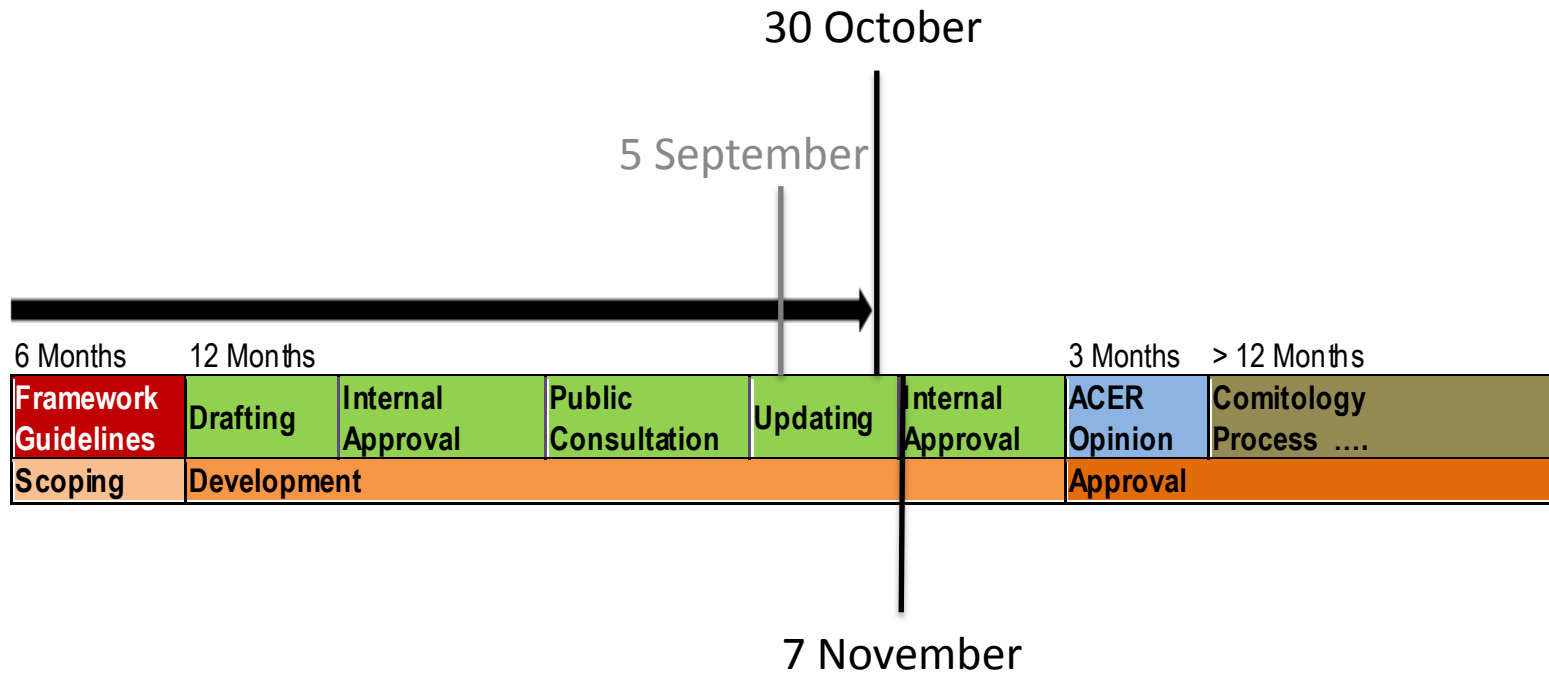 30 October
5 September
6 Months 12 Months 3 Months > 12 Months
Framework Guidelines
Drafting
Internal Approval
Public Consultation
Updating
Internal Approval
ACER Opinion
Comitology Process ....
Scoping Development Approval
7 November